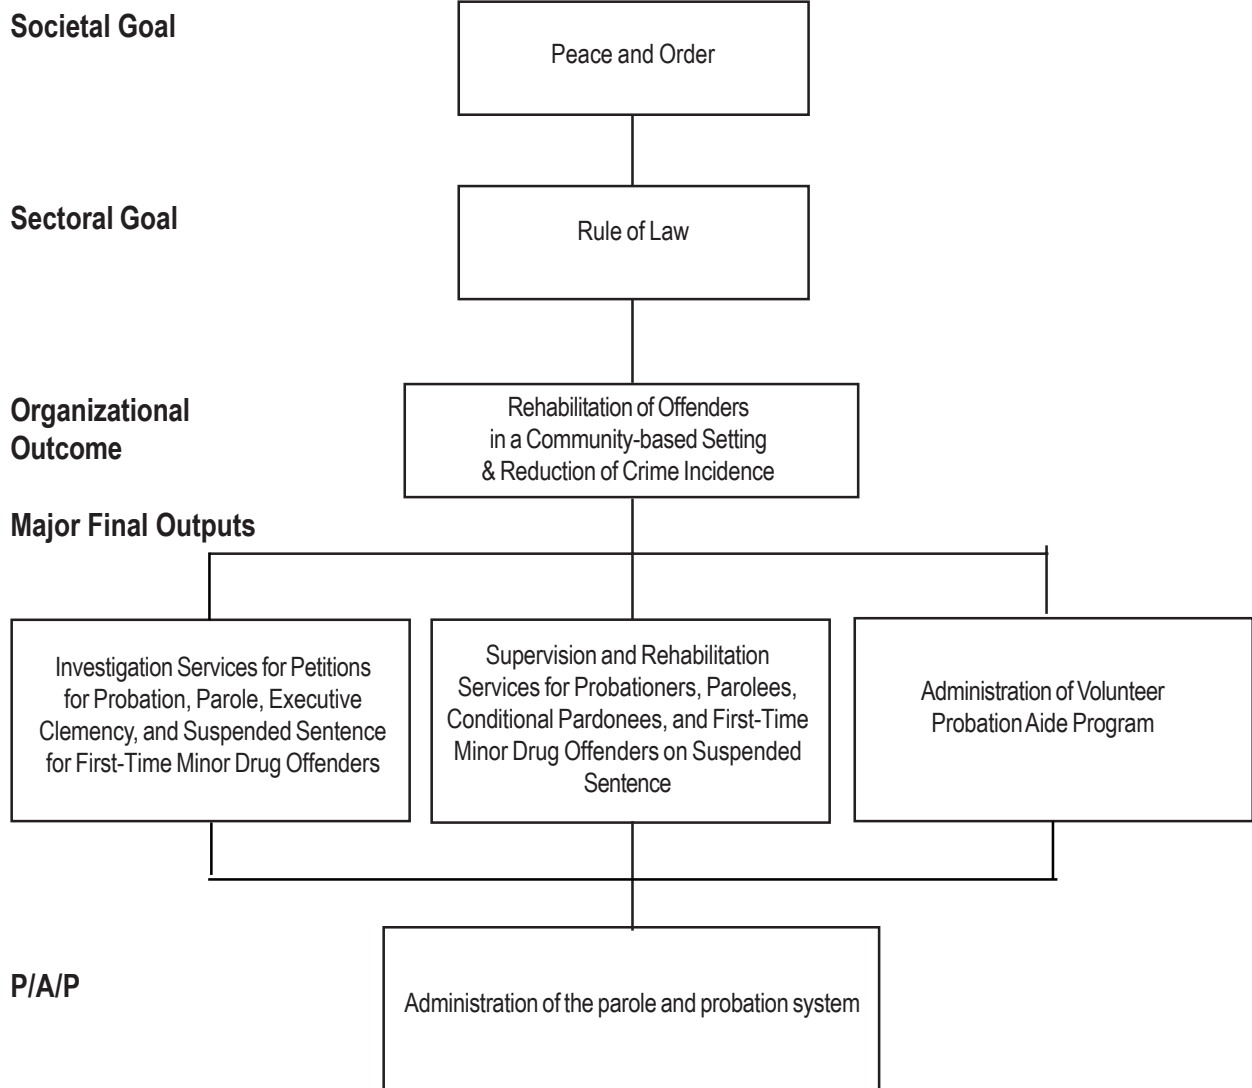 Societal Goal
Peace and Order
Sectoral Goal
Rule of Law
Organizational
Outcome
Rehabilitation of Offenders
in a Community-based Setting
& Reduction of Crime Incidence
Major Final Outputs
Investigation Services for Petitions
for Probation, Parole, Executive
Clemency, and Suspended Sentence
for First-Time Minor Drug Offenders
Supervision and Rehabilitation
Services for Probationers, Parolees,
Conditional Pardonees, and First-Time
Minor Drug Offenders on Suspended
Sentence
Administration of Volunteer
Probation Aide Program
P/A/P
Administration of the parole and probation system